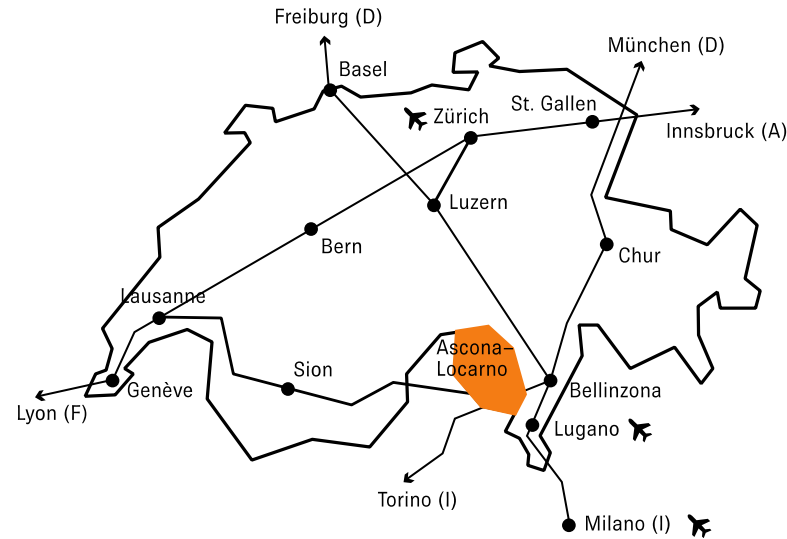 Freiburg (D)
München (D)
Basel
St. Gallen
Zürich
Innsbruck (A)
Luzern
Bern
Chur
Lausanne
Ascona–
Locarno
Sion
Genève
Bellinzona
Lyon (F)
Lugano
Torino (I)
Milano (I)